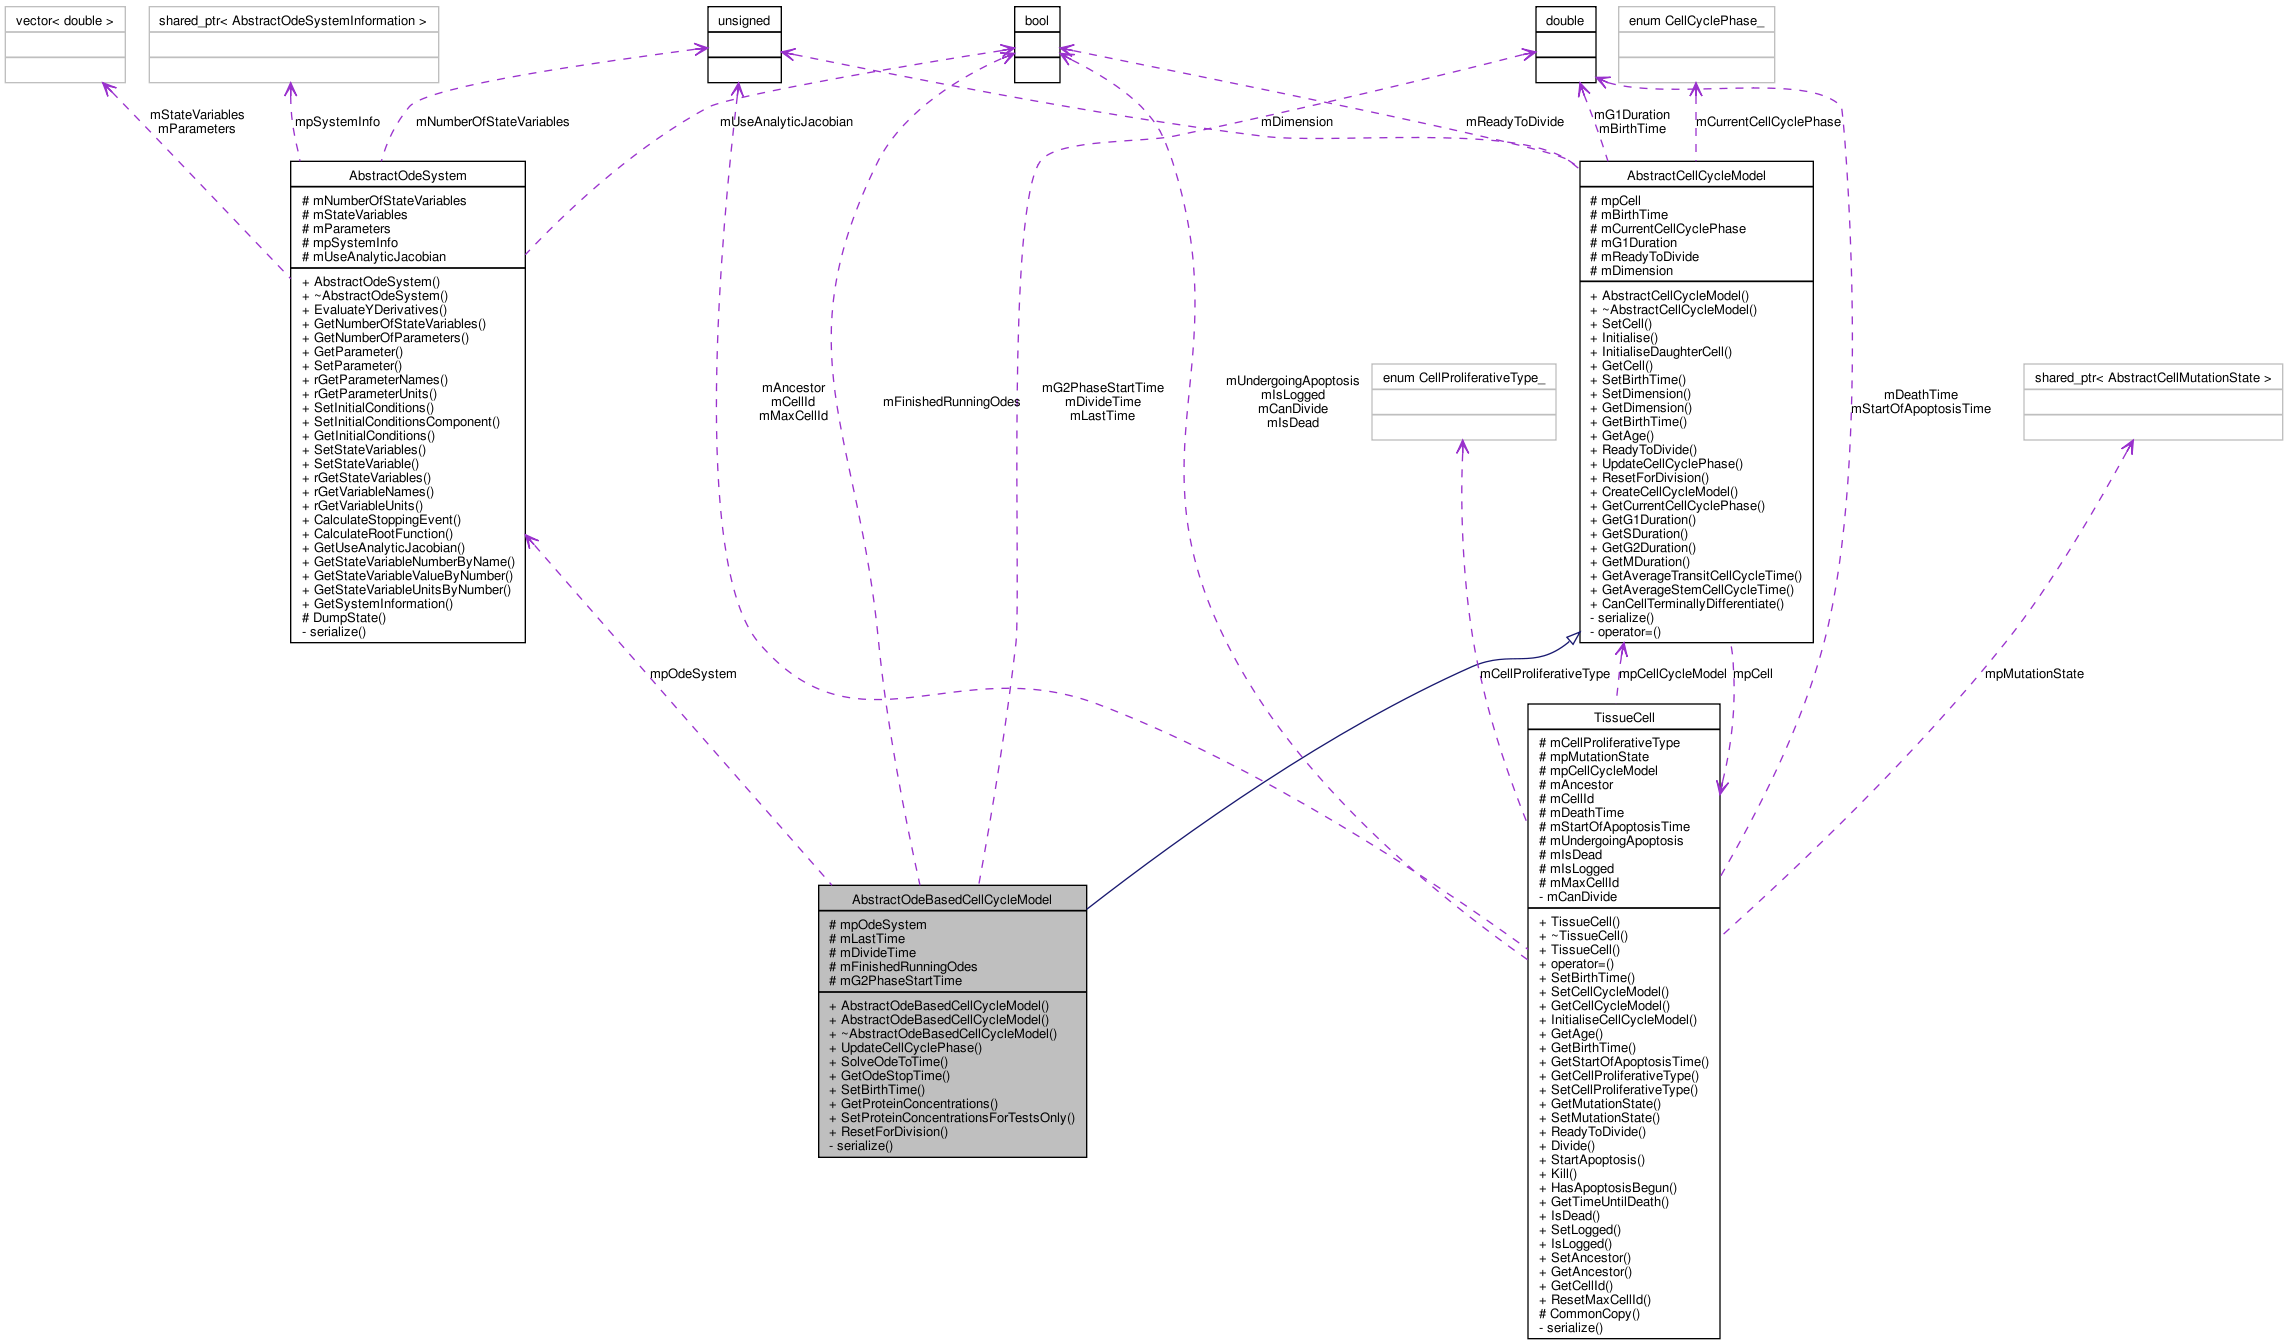 vector< double >
shared_ptr< AbstractOdeSystemInformation >
unsigned
bool
double
enum CellCyclePhase_
mStateVariables
mParameters
mpSystemInfo
mNumberOfStateVariables
mUseAnalyticJacobian
mDimension
mReadyToDivide
mG1Duration
mBirthTime
mCurrentCellCyclePhase
AbstractOdeSystem
# mNumberOfStateVariables
# mStateVariables
# mParameters
# mpSystemInfo
# mUseAnalyticJacobian
+ AbstractOdeSystem()
+ ~AbstractOdeSystem()
+ EvaluateYDerivatives()
+ GetNumberOfStateVariables()
+ GetNumberOfParameters()
+ GetParameter()
+ SetParameter()
+ rGetParameterNames()
+ rGetParameterUnits()
+ SetInitialConditions()
+ SetInitialConditionsComponent()
+ GetInitialConditions()
+ SetStateVariables()
+ SetStateVariable()
+ rGetStateVariables()
+ rGetVariableNames()
+ rGetVariableUnits()
+ CalculateStoppingEvent()
+ CalculateRootFunction()
+ GetUseAnalyticJacobian()
+ GetStateVariableNumberByName()
+ GetStateVariableValueByNumber()
+ GetStateVariableUnitsByNumber()
+ GetSystemInformation()
# DumpState()
- serialize()
AbstractCellCycleModel
# mpCell
# mBirthTime
# mCurrentCellCyclePhase
# mG1Duration
# mReadyToDivide
# mDimension
+ AbstractCellCycleModel()
+ ~AbstractCellCycleModel()
+ SetCell()
+ Initialise()
+ InitialiseDaughterCell()
+ GetCell()
+ SetBirthTime()
+ SetDimension()
+ GetDimension()
+ GetBirthTime()
+ GetAge()
+ ReadyToDivide()
+ UpdateCellCyclePhase()
+ ResetForDivision()
+ CreateCellCycleModel()
+ GetCurrentCellCyclePhase()
+ GetG1Duration()
+ GetSDuration()
+ GetG2Duration()
+ GetMDuration()
+ GetAverageTransitCellCycleTime()
+ GetAverageStemCellCycleTime()
+ CanCellTerminallyDifferentiate()
- serialize()
- operator=()
mAncestor
mCellId
mMaxCellId
mFinishedRunningOdes
mG2PhaseStartTime
mDivideTime
mLastTime
mUndergoingApoptosis
mIsLogged
mCanDivide
mIsDead
enum CellProliferativeType_
mDeathTime
mStartOfApoptosisTime
shared_ptr< AbstractCellMutationState >
mpOdeSystem
mCellProliferativeType
mpCellCycleModel
mpCell
mpMutationState
TissueCell
# mCellProliferativeType
# mpMutationState
# mpCellCycleModel
# mAncestor
# mCellId
# mDeathTime
# mStartOfApoptosisTime
# mUndergoingApoptosis
# mIsDead
# mIsLogged
# mMaxCellId
- mCanDivide
+ TissueCell()
+ ~TissueCell()
+ TissueCell()
+ operator=()
+ SetBirthTime()
+ SetCellCycleModel()
+ GetCellCycleModel()
+ InitialiseCellCycleModel()
+ GetAge()
+ GetBirthTime()
+ GetStartOfApoptosisTime()
+ GetCellProliferativeType()
+ SetCellProliferativeType()
+ GetMutationState()
+ SetMutationState()
+ ReadyToDivide()
+ Divide()
+ StartApoptosis()
+ Kill()
+ HasApoptosisBegun()
+ GetTimeUntilDeath()
+ IsDead()
+ SetLogged()
+ IsLogged()
+ SetAncestor()
+ GetAncestor()
+ GetCellId()
+ ResetMaxCellId()
# CommonCopy()
- serialize()
AbstractOdeBasedCellCycleModel
# mpOdeSystem
# mLastTime
# mDivideTime
# mFinishedRunningOdes
# mG2PhaseStartTime
+ AbstractOdeBasedCellCycleModel()
+ AbstractOdeBasedCellCycleModel()
+ ~AbstractOdeBasedCellCycleModel()
+ UpdateCellCyclePhase()
+ SolveOdeToTime()
+ GetOdeStopTime()
+ SetBirthTime()
+ GetProteinConcentrations()
+ SetProteinConcentrationsForTestsOnly()
+ ResetForDivision()
- serialize()